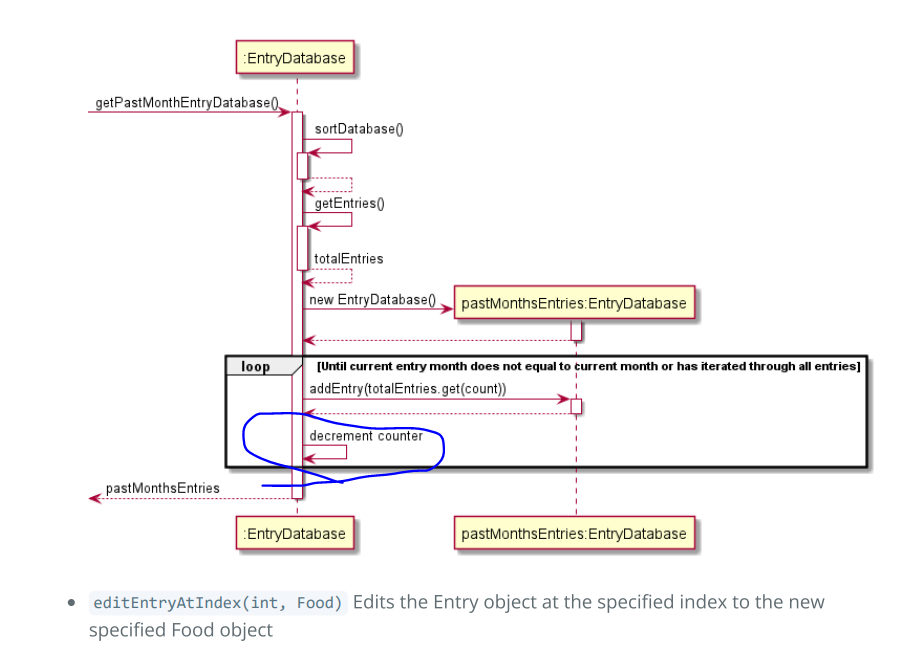 :EntryDatabase
getPastMonthEntryDatabase()
sortDatabase()
getEntries()
totalEntries
new EntryDatabase()
pastMonthsEntries:EntryDatabase
loop
[Until current entry month does not equal to current month or has iterated through all entries]
addEntry(totalEntries.get(count))
decrement counter
pastMonthsEntries
:EntryDatabase
pastMonthsEntries:EntryDatabase
editEntryAtIndex(int, Food) Edits the Entry object at the specified index to the new
specified Food object